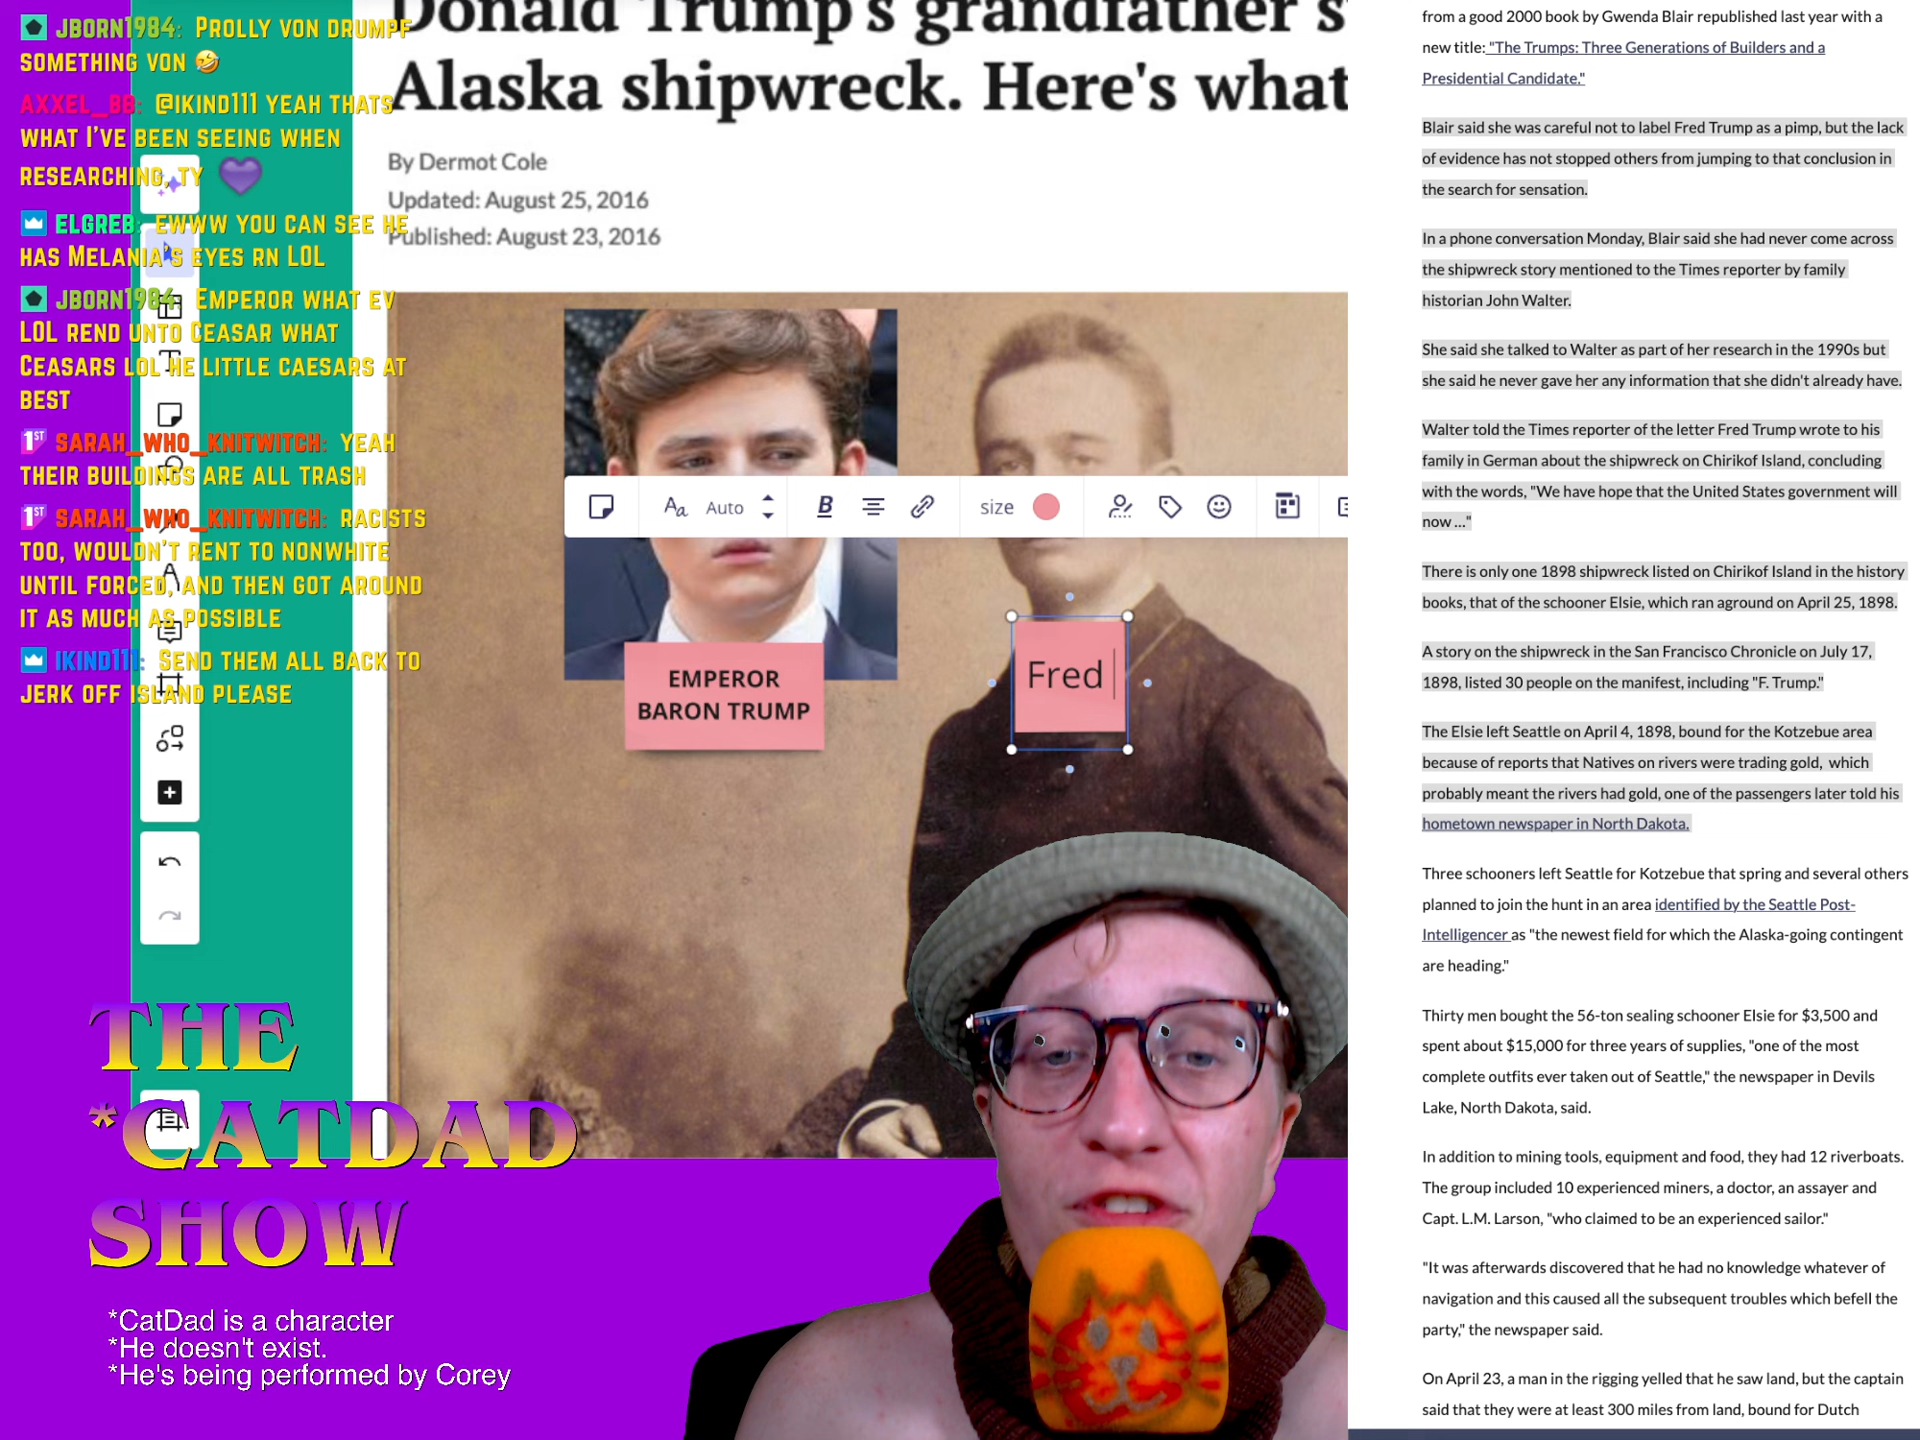 JBORN1984: PROLLY VON DRUMPF
SOMETHING VON 🤣
AXXEL_BB: @IKIND111 YEAH THATS
WHAT I'VE BEEN SEEING WHEN
RESEARCHING, TY 💜
ELGREB: EWWW YOU CAN SEE HE
HAS MELANIA'S EYES RN LOL
JBORN1984: EMPEROR WHAT EV
LOL REND UNTO CEASAR WHAT
CEASARS LOL HE LITTLE CAESARS AT
BEST
1ST SARAH_WHO_KNITWITCH: YEAH
THEIR BUILDINGS ARE ALL TRASH
1ST SARAH_WHO_KNITWITCH: RACISTS
TOO, WOULDN'T RENT TO NONWHITE
UNTIL FORCED, AND THEN GOT AROUND
IT AS MUCH AS POSSIBLE
IKIND111: SEND THEM ALL BACK TO
JERK OFF ISLAND PLEASE
THE
*CATDAD
SHOW
*CatDad is a character
*He doesn't exist.
*He's being performed by Corey
Donald Trump's grandfather s
Alaska shipwreck. Here's what
By Dermot Cole
Updated: August 25, 2016
Published: August 23, 2016
Aa Auto B size
EMPEROR
BARON TRUMP
Fred
from a good 2000 book by Gwenda Blair republished last year with a
new title: "The Trumps: Three Generations of Builders and a
Presidential Candidate."
Blair said she was careful not to label Fred Trump as a pimp, but the lack
of evidence has not stopped others from jumping to that conclusion in
the search for sensation.
In a phone conversation Monday, Blair said she had never come across
the shipwreck story mentioned to the Times reporter by family
historian John Walter.
She said she talked to Walter as part of her research in the 1990s but
she said he never gave her any information that she didn't already have.
Walter told the Times reporter of the letter Fred Trump wrote to his
family in German about the shipwreck on Chirikof Island, concluding
with the words, "We have hope that the United States government will
now ..."
There is only one 1898 shipwreck listed on Chirikof Island in the history
books, that of the schooner Elsie, which ran aground on April 25, 1898.
A story on the shipwreck in the San Francisco Chronicle on July 17,
1898, listed 30 people on the manifest, including "F. Trump."
The Elsie left Seattle on April 4, 1898, bound for the Kotzebue area
because of reports that Natives on rivers were trading gold, which
probably meant the rivers had gold, one of the passengers later told his
hometown newspaper in North Dakota.
Three schooners left Seattle for Kotzebue that spring and several others
planned to join the hunt in an area identified by the Seattle Post-
Intelligencer as "the newest field for which the Alaska-going contingent
are heading."
Thirty men bought the 56-ton sealing schooner Elsie for $3,500 and
spent about $15,000 for three years of supplies, "one of the most
complete outfits ever taken out of Seattle," the newspaper in Devils
Lake, North Dakota, said.
In addition to mining tools, equipment and food, they had 12 riverboats.
The group included 10 experienced miners, a doctor, an assayer and
Capt. L.M. Larson, "who claimed to be an experienced sailor."
"It was afterwards discovered that he had no knowledge whatever of
navigation and this caused all the subsequent troubles which befell the
party," the newspaper said.
On April 23, a man in the rigging yelled that he saw land, but the captain
said that they were at least 300 miles from land, bound for Dutch